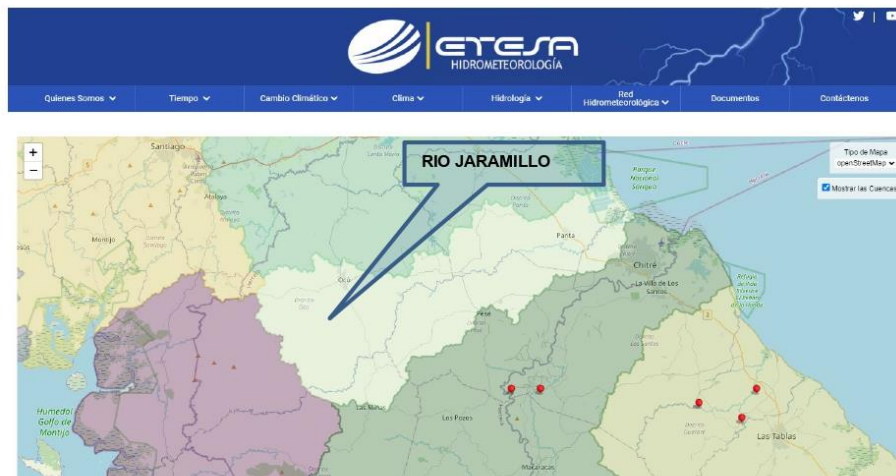 ETESA
HIDROMETEOROLOGÍA
Quienes Somos
Tiempo
Cambio Climático
Clima
Hidrología
Red
Hidrometeorológica
Documentos
Contáctenos
+
−
Tipo de Mapa
openStreetMap
Mostrar las Cuencas
RIO JARAMILLO
Santiago
Atalaya
Montijo
Parque
Nacional
Sarigua
Parita
Chitré
La Villa de Los
Santos
Ocú
Pesé
Las Minas
Los Pozos
Macaracas
Las Tablas
Humedal
Golfo de
Montijo